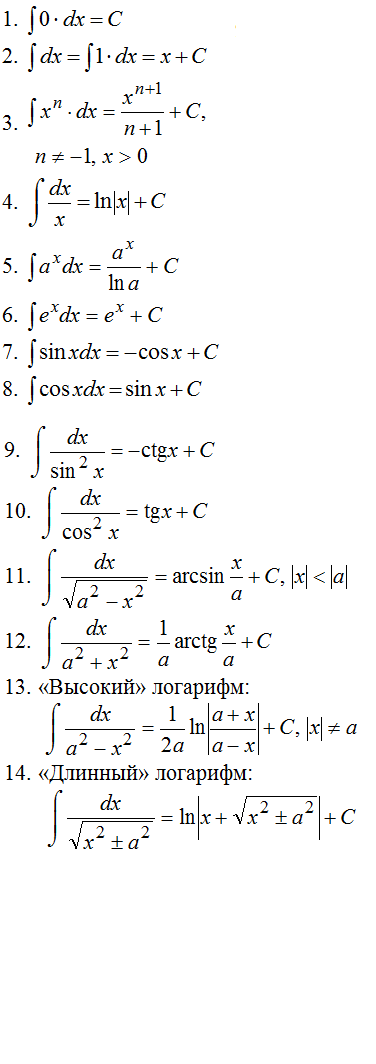 1. ∫0·dx = C
2. ∫dx = ∫1·dx = x + C
3. ∫xⁿ·dx = xⁿ⁺¹/(n+1) + C,
n ≠ −1, x > 0
4. ∫dx/x = ln|x| + C
5. ∫aˣdx = aˣ/ln a + C
6. ∫eˣdx = eˣ + C
7. ∫sin xdx = −cos x + C
8. ∫cos xdx = sin x + C
9. ∫dx/sin² x = −ctgx + C
10. ∫dx/cos² x = tgx + C
11. ∫dx/√(a² − x²) = arcsin x/a + C, |x| < |a|
12. ∫dx/(a² + x²) = 1/a arctg x/a + C
13. «Высокий» логарифм:
∫dx/(a² − x²) = 1/2a ln|(a + x)/(a − x)| + C, |x| ≠ a
14. «Длинный» логарифм:
∫dx/√(x² ± a²) = ln|x + √(x² ± a²)| + C